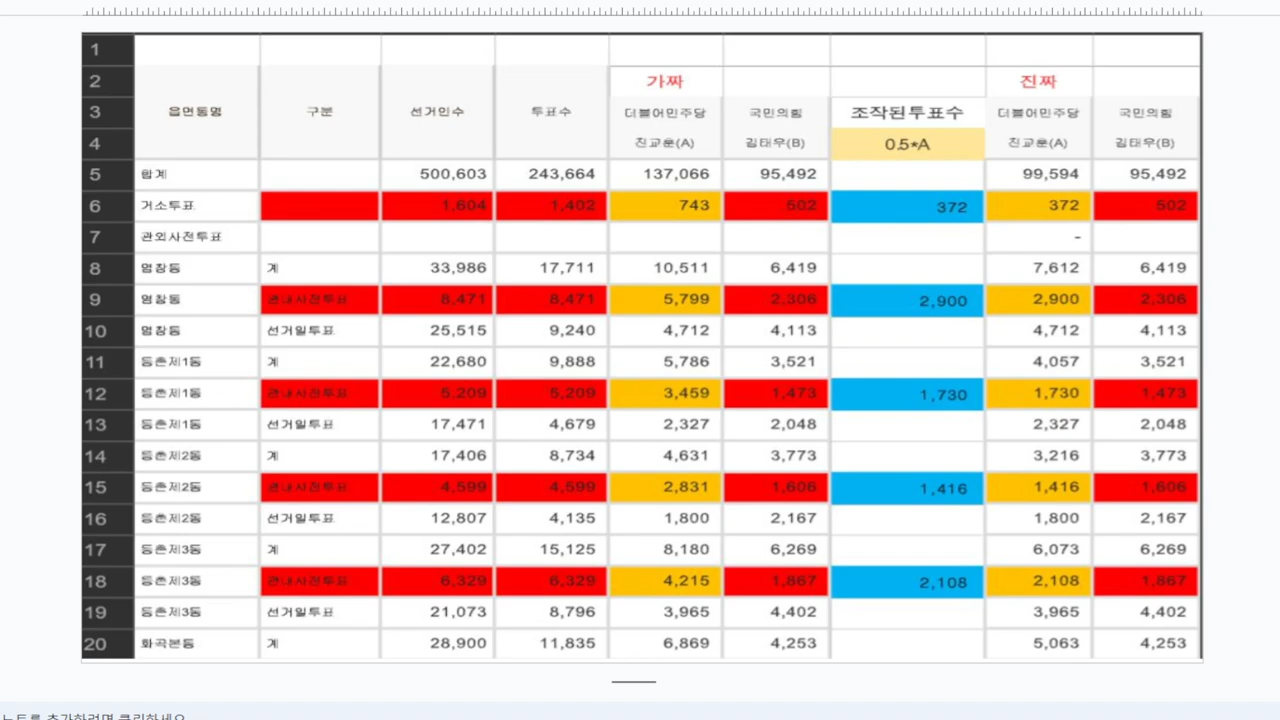 1
2 가짜 진짜
3 읍면동명 구분 선거인수 투표수 더불어민주당 국민의힘 조작된투표수 더불어민주당 국민의힘
4 진교훈(A) 김태우(B) 0.5*A 진교훈(A) 김태우(B)
5 합계 500,603 243,664 137,066 95,492 99,594 95,492
6 거소투표 1,604 1,402 743 502 372 372 502
7 관외사전투표 -
8 염창동 계 33,986 17,711 10,511 6,419 7,612 6,419
9 염창동 관내사전투표 8,471 8,471 5,799 2,306 2,900 2,900 2,306
10 염창동 선거일투표 25,515 9,240 4,712 4,113 4,712 4,113
11 등촌제1동 계 22,680 9,888 5,786 3,521 4,057 3,521
12 등촌제1동 관내사전투표 5,209 5,209 3,459 1,473 1,730 1,730 1,473
13 등촌제1동 선거일투표 17,471 4,679 2,327 2,048 2,327 2,048
14 등촌제2동 계 17,406 8,734 4,631 3,773 3,216 3,773
15 등촌제2동 관내사전투표 4,599 4,599 2,831 1,606 1,416 1,416 1,606
16 등촌제2동 선거일투표 12,807 4,135 1,800 2,167 1,800 2,167
17 등촌제3동 계 27,402 15,125 8,180 6,269 6,073 6,269
18 등촌제3동 관내사전투표 6,329 6,329 4,215 1,867 2,108 2,108 1,867
19 등촌제3동 선거일투표 21,073 8,796 3,965 4,402 3,965 4,402
20 화곡본동 계 28,900 11,835 6,869 4,253 5,063 4,253
노트를 추가하려면 클릭하세요